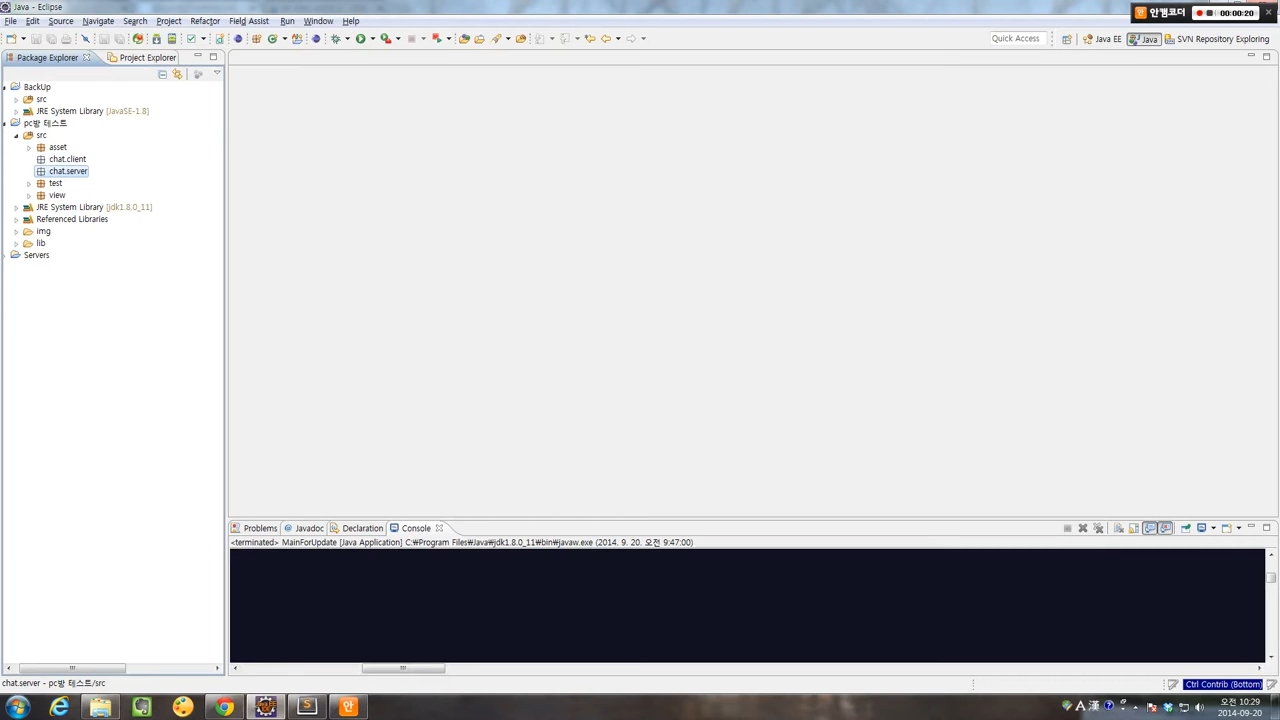 Java - Eclipse
안캠코더
00:00:20
File Edit Source Navigate Search Project Refactor Field Assist Run Window Help
Quick Access
Java EE
Java
SVN Repository Exploring
Package Explorer
Project Explorer
BackUp
src
JRE System Library [JavaSE-1.8]
pc방 테스트
src
asset
chat.client
chat.server
test
view
JRE System Library [jdk1.8.0_11]
Referenced Libraries
img
lib
Servers
Problems @ Javadoc Declaration Console
<terminated> MainForUpdate [Java Application] C:₩Program Files₩Java₩jdk1.8.0_11₩bin₩javaw.exe (2014. 9. 20. 오전 9:47:00)
chat.server - pc방 테스트/src
Ctrl Contrib (Bottom)
안
A 漢
오전 10:29
2014-09-20